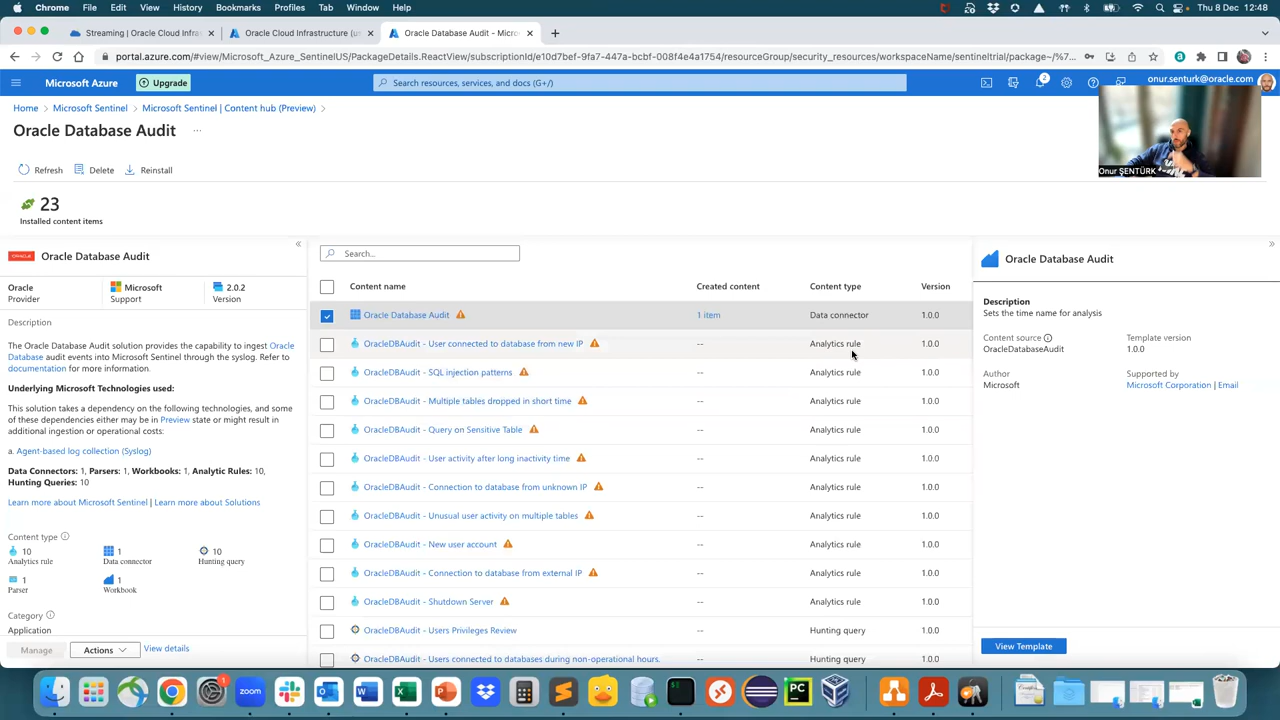 Chrome File Edit View History Bookmarks Profiles Tab Window Help Thu 8 Dec 12:48
Streaming | Oracle Cloud Infras
Oracle Cloud Infrastructure (us
Oracle Database Audit - Micros
portal.azure.com/#view/Microsoft_Azure_SentinelUS/PackageDetails.ReactView/subscriptionId/e10d7bef-9fa7-447a-bcbf-008f4e4a1754/resourceGroup/security_resources/workspaceName/sentineltrial/package~/%7...
Microsoft Azure
Upgrade
Search resources, services, and docs (G+/)
2
onur.senturk@oracle.com
Home > Microsoft Sentinel > Microsoft Sentinel | Content hub (Preview) >
Oracle Database Audit ...
Refresh Delete Reinstall
Onur ŞENTÜRK
23
Installed content items
Oracle Database Audit
Oracle
Provider
Microsoft
Support
2.0.2
Version
Description
The Oracle Database Audit solution provides the capability to ingest Oracle
Database audit events into Microsoft Sentinel through the syslog. Refer to
documentation for more information.
Underlying Microsoft Technologies used:
This solution takes a dependency on the following technologies, and some
of these dependencies either may be in Preview state or might result in
additional ingestion or operational costs:
a. Agent-based log collection (Syslog)
Data Connectors: 1, Parsers: 1, Workbooks: 1, Analytic Rules: 10,
Hunting Queries: 10
Learn more about Microsoft Sentinel | Learn more about Solutions
Content type
10
Analytics rule
1
Data connector
10
Hunting query
1
Parser
1
Workbook
Category
Application
Manage
Actions
View details
Search...
Content name Created content Content type Version
Oracle Database Audit 1 item Data connector 1.0.0
OracleDBAudit - User connected to database from new IP -- Analytics rule 1.0.0
OracleDBAudit - SQL injection patterns -- Analytics rule 1.0.0
OracleDBAudit - Multiple tables dropped in short time -- Analytics rule 1.0.0
OracleDBAudit - Query on Sensitive Table -- Analytics rule 1.0.0
OracleDBAudit - User activity after long inactivity time -- Analytics rule 1.0.0
OracleDBAudit - Connection to database from unknown IP -- Analytics rule 1.0.0
OracleDBAudit - Unusual user activity on multiple tables -- Analytics rule 1.0.0
OracleDBAudit - New user account -- Analytics rule 1.0.0
OracleDBAudit - Connection to database from external IP -- Analytics rule 1.0.0
OracleDBAudit - Shutdown Server -- Analytics rule 1.0.0
OracleDBAudit - Users Privileges Review -- Hunting query 1.0.0
OracleDBAudit - Users connected to databases during non-operational hours. -- Hunting query 1.0.0
Oracle Database Audit
Description
Sets the time name for analysis
Content source
OracleDatabaseAudit
Template version
1.0.0
Author
Microsoft
Supported by
Microsoft Corporation | Email
View Template
1
zoom
PC